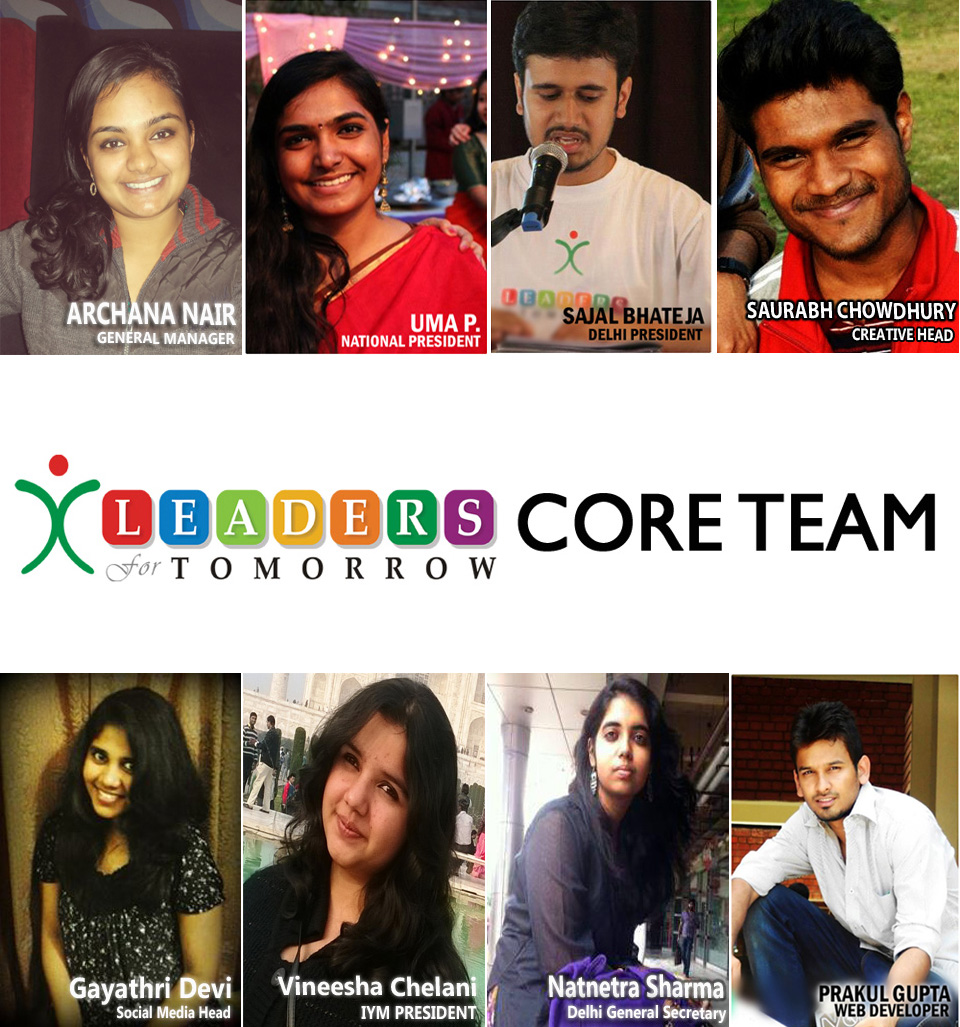 ARCHANA NAIR
GENERAL MANAGER
UMA P.
NATIONAL PRESIDENT
LEADERS
SAJAL BHATEJA
DELHI PRESIDENT
SAURABH CHOWDHURY
CREATIVE HEAD
LEADERS
for TOMORROW
CORE TEAM
Gayathri Devi
Social Media Head
Vineesha Chelani
IYM PRESIDENT
Natnetra Sharma
Delhi General Secretary
PRAKUL GUPTA
WEB DEVELOPER